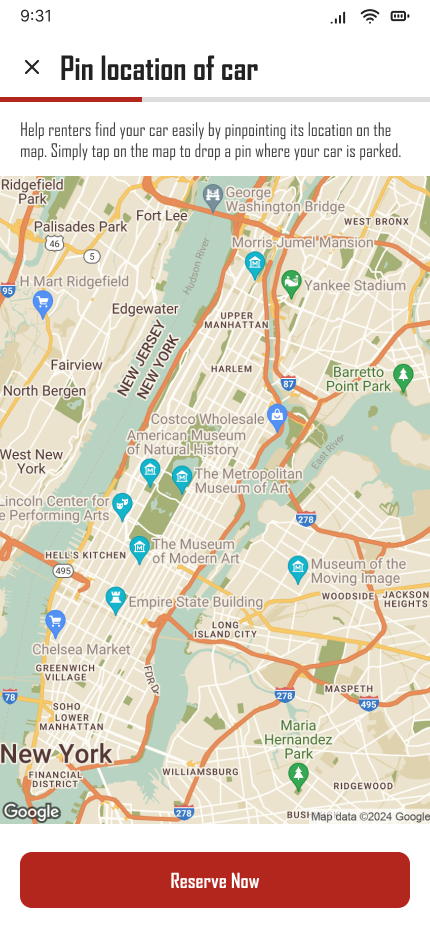 9:31
Pin location of car
Help renters find your car easily by pinpointing its location on the
map. Simply tap on the map to drop a pin where your car is parked.
Ridgefield
Park
George
Washington Bridge
Fort Lee
WEST BRONX
Palisades Park
46
5
Morris-Jumel Mansion
Hudson River
H Mart Ridgefield
95
Yankee Stadium
Edgewater
UPPER
MANHATTAN
NEW JERSEY
NEW YORK
Fairview
HARLEM
87
Barretto
Point Park
North Bergen
Costco Wholesale
American Museum
of Natural History
East River
West New
York
The Metropolitan
Museum of Art
Lincoln Center for
e Performing Arts
278
HELL'S KITCHEN
The Museum
of Modern Art
495
Museum of the
Moving Image
WOODSIDE
JACKSON
HEIGHTS
Empire State Building
LONG
ISLAND CITY
Chelsea Market
GREENWICH
VILLAGE
FDR Dr
78
278
MASPETH
495
SOHO
LOWER
MANHATTAN
Maria
Hernandez
Park
New York
FINANCIAL
DISTRICT
WILLIAMSBURG
RIDGEWOOD
278
Google
Map data ©2024 Google
Reserve Now